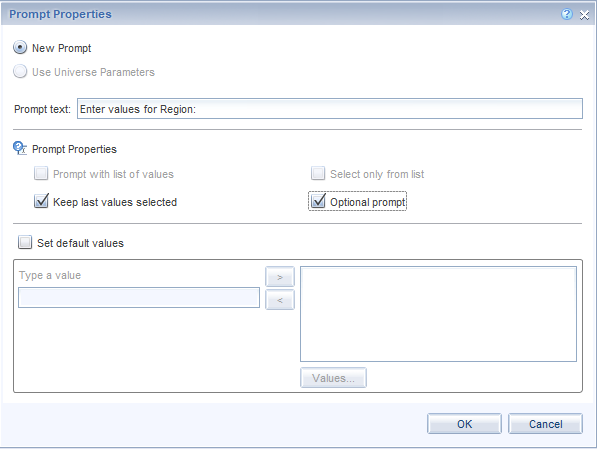 Prompt Properties
New Prompt
Use Universe Parameters
Prompt text: Enter values for Region:
Prompt Properties
Prompt with list of values Select only from list
Keep last values selected Optional prompt
Set default values
Type a value
>
<
Values...
OK Cancel